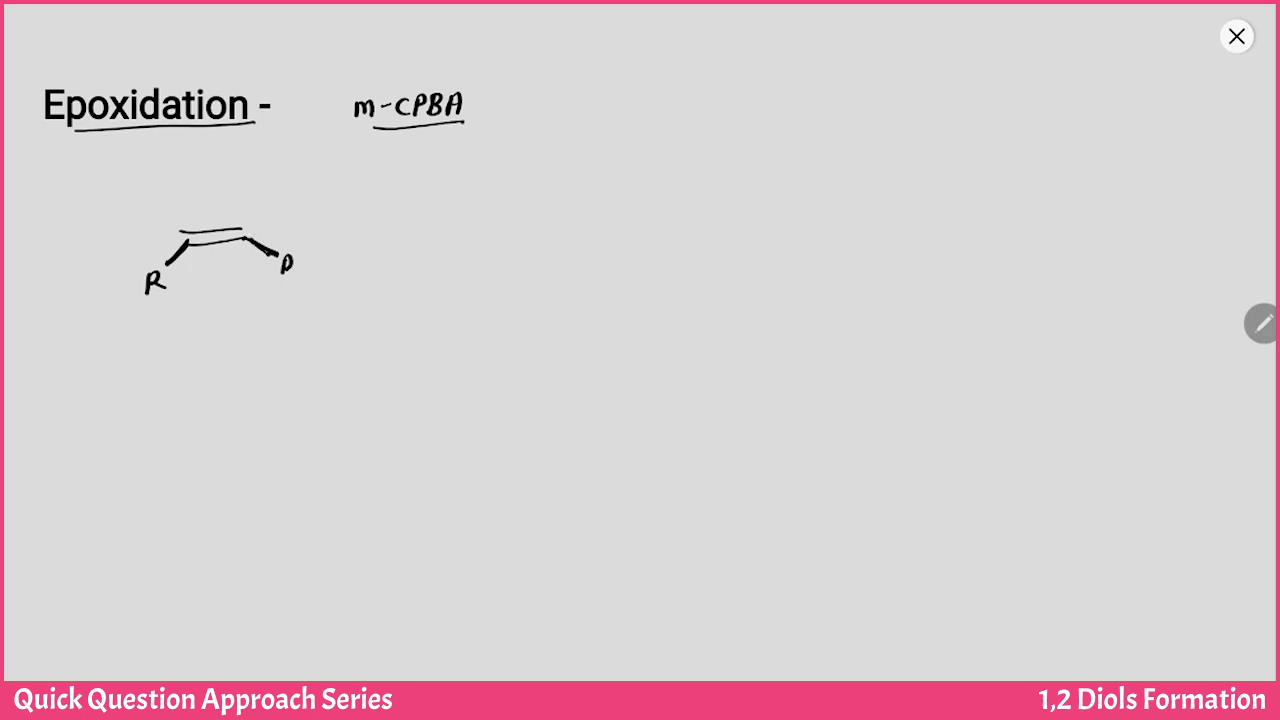 Epoxidation - m-CPBA
R
Quick Question Approach Series
1,2 Diols Formation